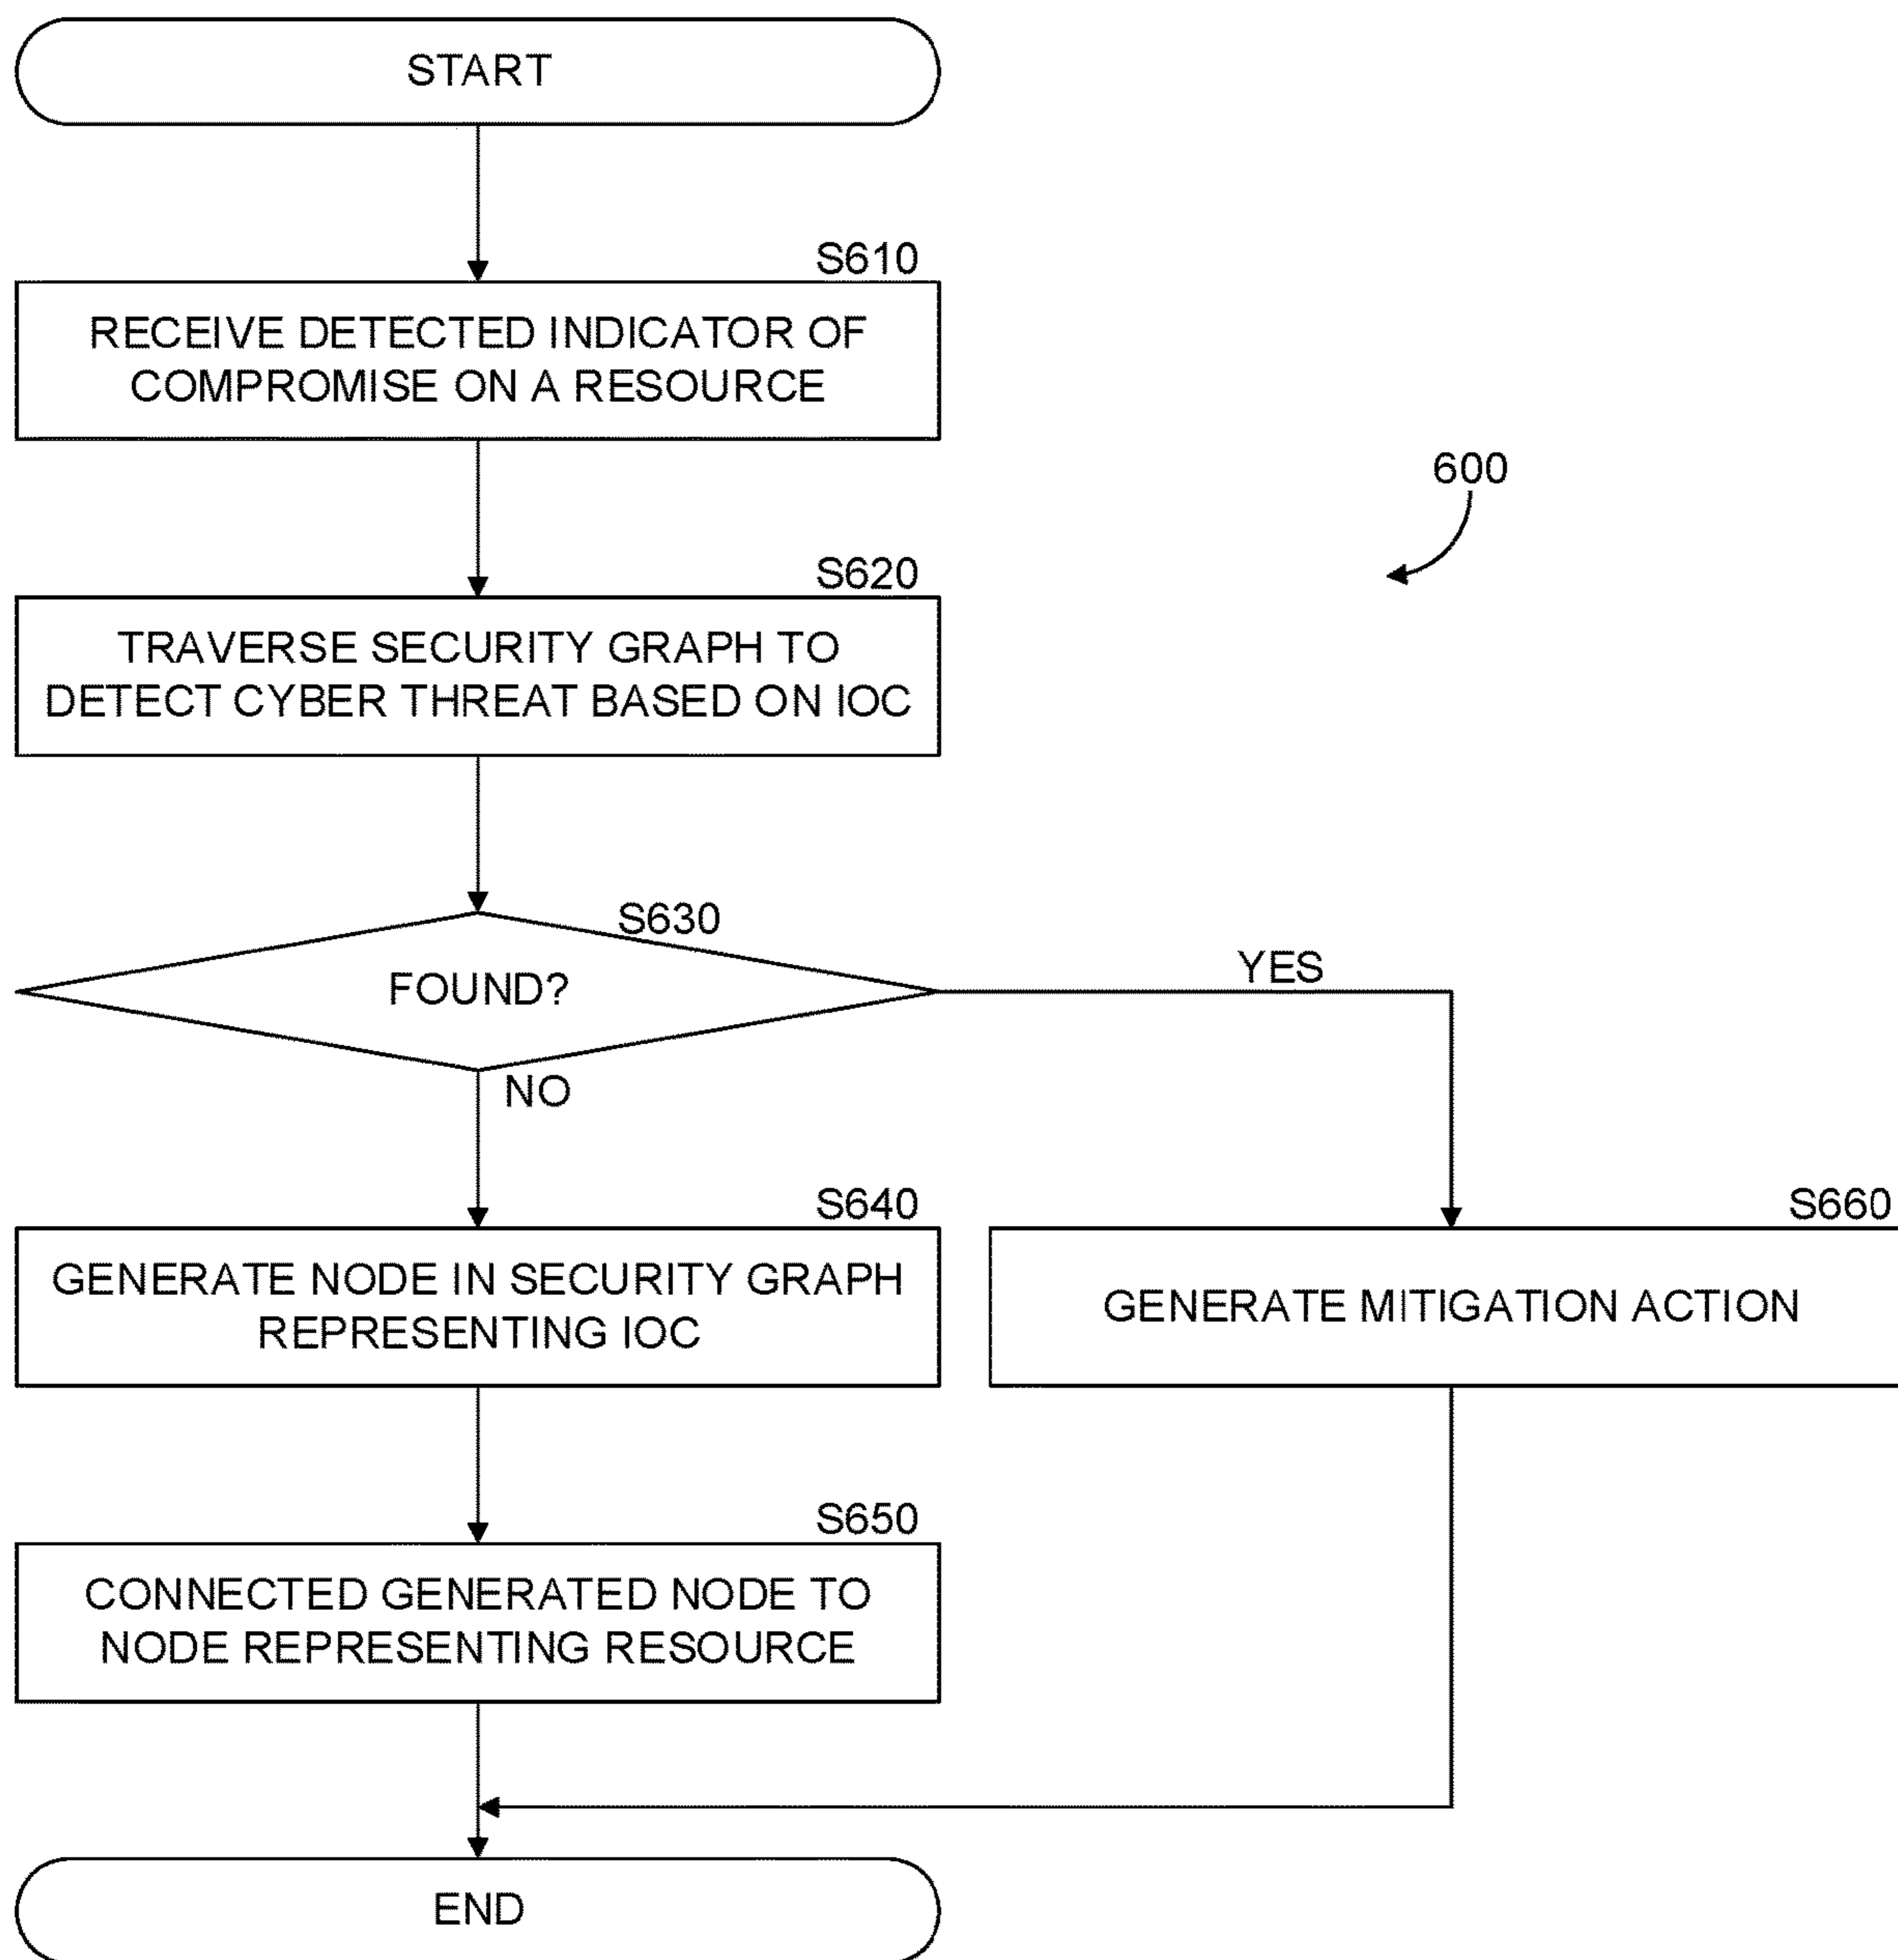 START
S610
RECEIVE DETECTED INDICATOR OF
COMPROMISE ON A RESOURCE
600
S620
TRAVERSE SECURITY GRAPH TO
DETECT CYBER THREAT BASED ON IOC
S630
FOUND?
YES
NO
S640
GENERATE NODE IN SECURITY GRAPH
REPRESENTING IOC
S660
GENERATE MITIGATION ACTION
S650
CONNECTED GENERATED NODE TO
NODE REPRESENTING RESOURCE
END